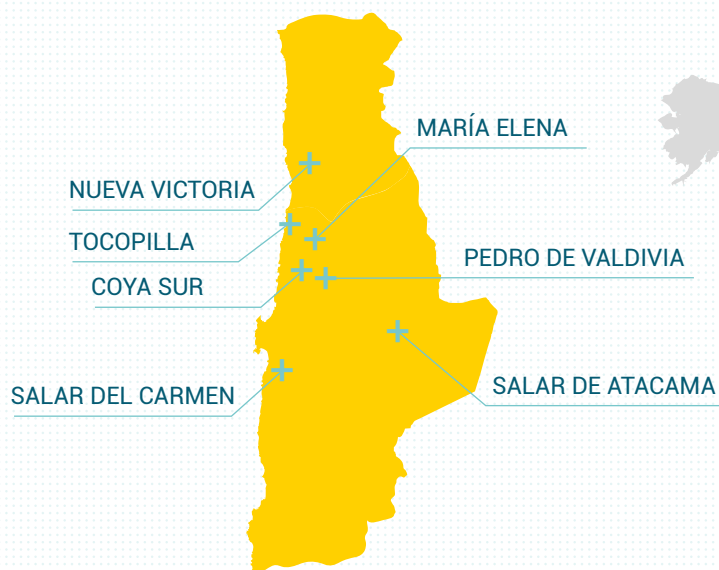 MARÍA ELENA
NUEVA VICTORIA
TOCOPILLA
PEDRO DE VALDIVIA
COYA SUR
SALAR DE ATACAMA
SALAR DEL CARMEN